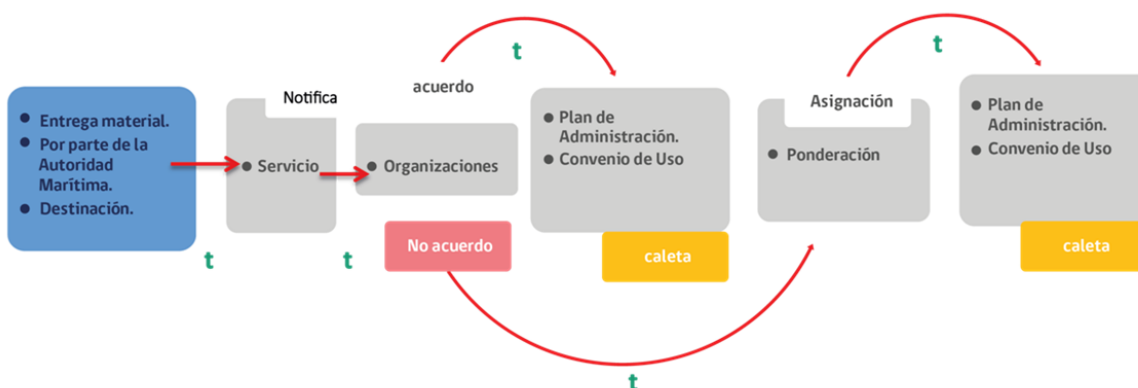 ● Entrega material.
● Por parte de la
Autoridad
Marítima.
● Destinación.
t
Notifica
● Servicio
t
acuerdo
● Organizaciones
No acuerdo
t
● Plan de
Administración.
● Convenio de Uso
caleta
t
Asignación
● Ponderación
t
● Plan de
Administración.
● Convenio de Uso
caleta